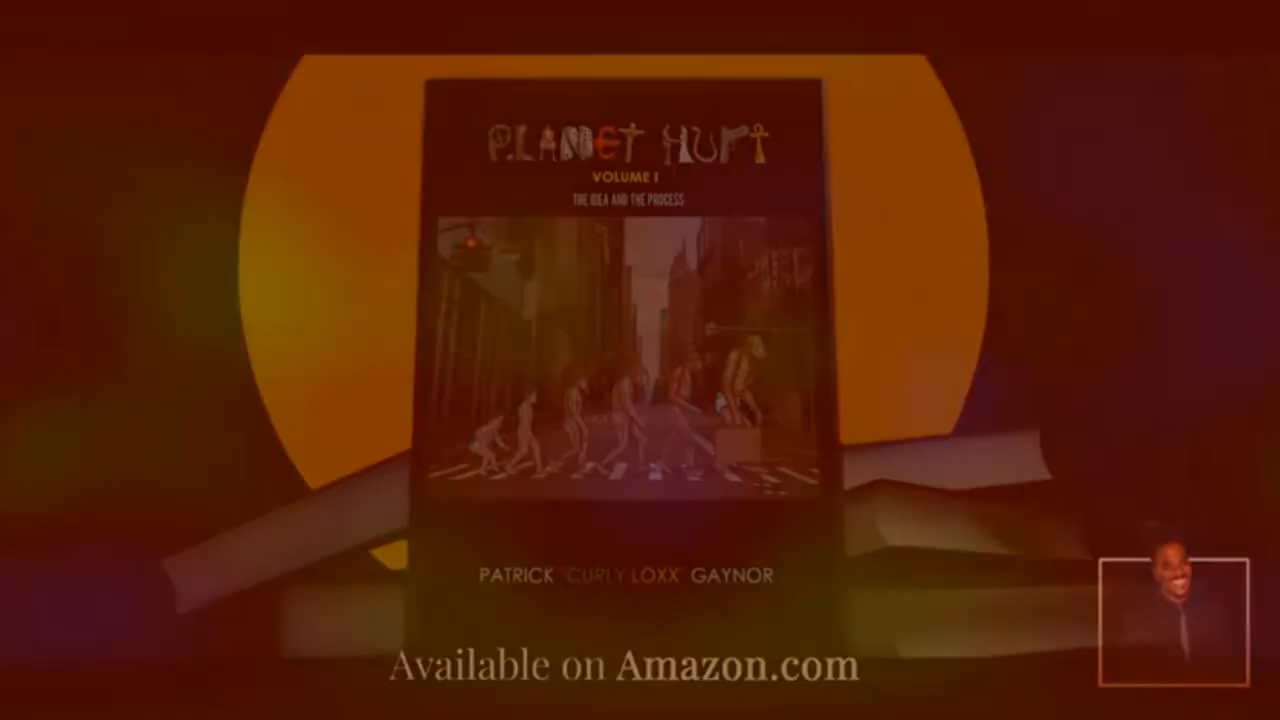 PLANET HURT
VOLUME I
THE IDEA AND THE PROCESS
PATRICK "CURLY LOXX" GAYNOR
Available on Amazon.com